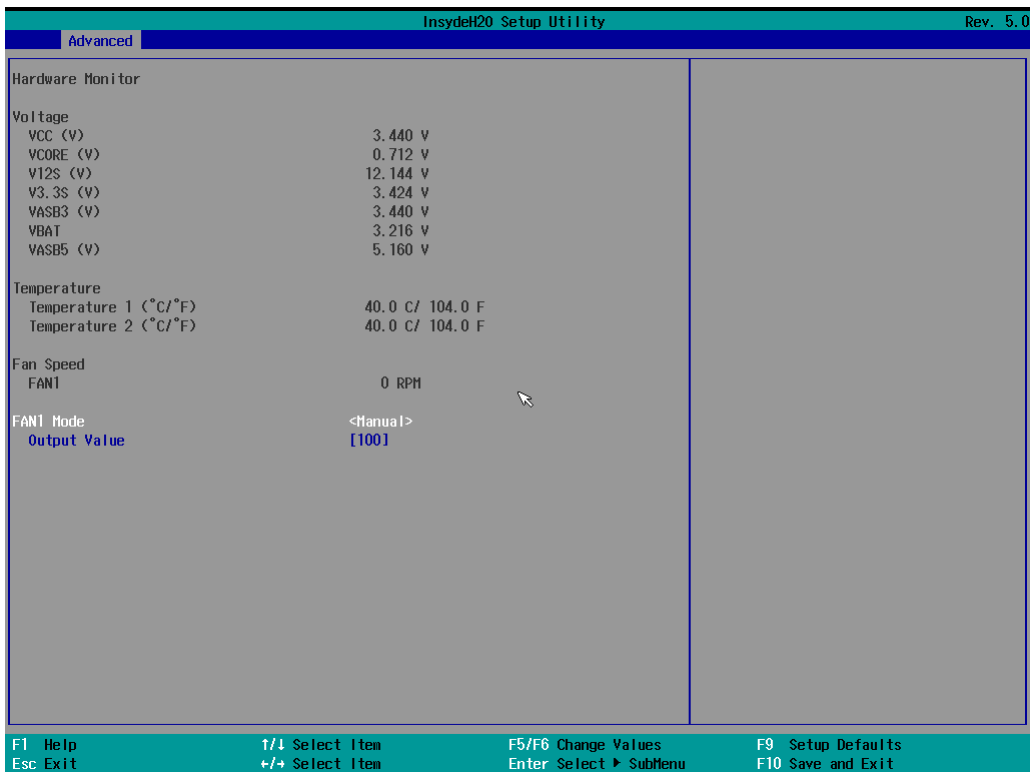 InsydeH20 Setup Utility Rev. 5.0
Advanced
Hardware Monitor
Voltage
VCC (V) 3.440 V
VCORE (V) 0.712 V
V12S (V) 12.144 V
V3.3S (V) 3.424 V
VASB3 (V) 3.440 V
VBAT 3.216 V
VASB5 (V) 5.160 V
Temperature
Temperature 1 (°C/°F) 40.0 C/ 104.0 F
Temperature 2 (°C/°F) 40.0 C/ 104.0 F
Fan Speed
FAN1 0 RPM
FAN1 Mode <Manual>
Output Value [100]
F1 Help ↑/↓ Select Item F5/F6 Change Values F9 Setup Defaults
Esc Exit ←/→ Select Item Enter Select ▶ SubMenu F10 Save and Exit